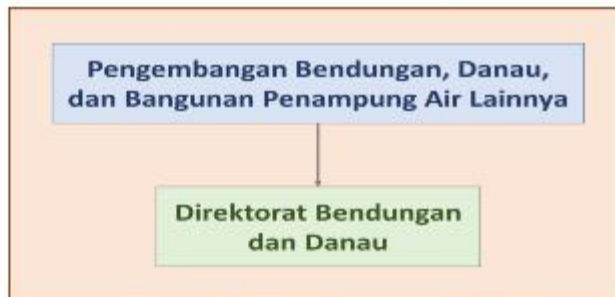 Pengembangan Bendungan, Danau,
dan Bangunan Penampung Air Lainnya
Direktorat Bendungan
dan Danau